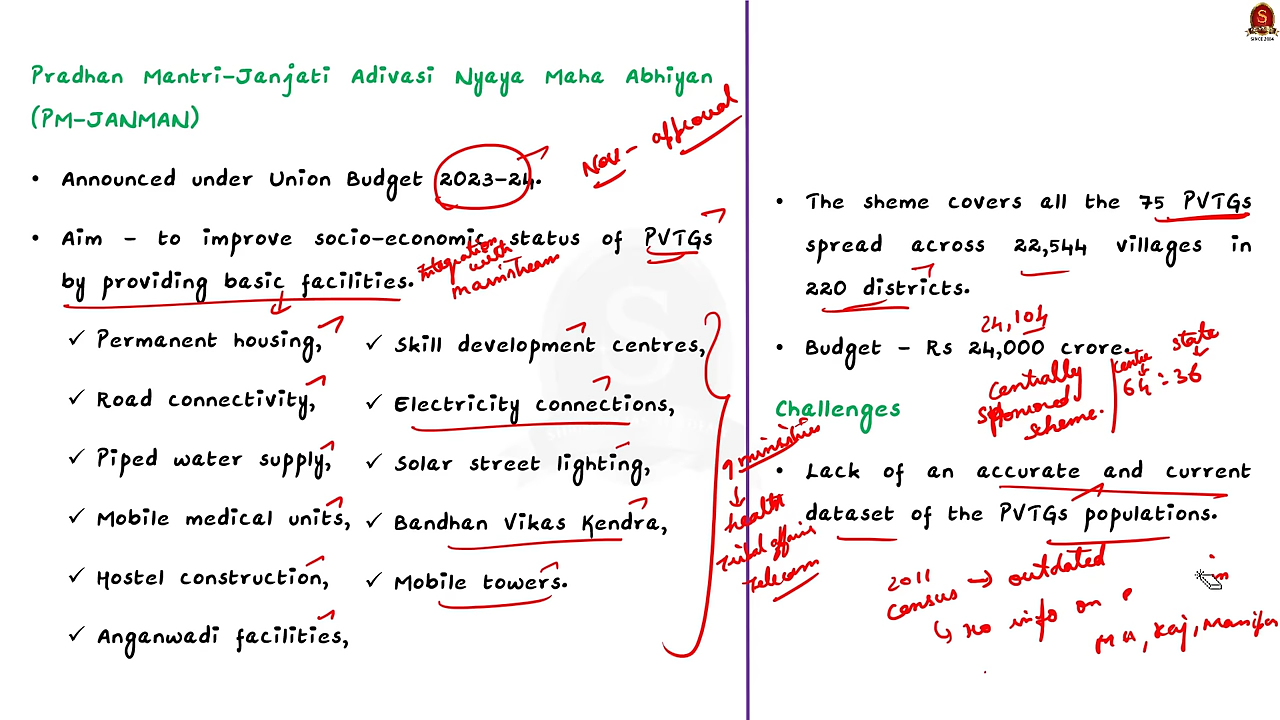 Pradhan Mantri-Janjati Adivasi Nyaya Maha Abhiyan
(PM-JANMAN)
Nov - approval
• Announced under Union Budget 2023-24.
• Aim - to improve socio-economic status of PVTGs
by providing basic facilities.
Integration
with
mainstream
✓ Permanent housing,
✓ Road connectivity,
✓ Piped water supply,
✓ Mobile medical units,
✓ Hostel construction,
✓ Anganwadi facilities,
✓ Skill development centres,
✓ Electricity connections,
✓ Solar street lighting,
✓ Bandhan Vikas Kendra,
✓ Mobile towers.
9 ministries
health
Tribal affairs
Telecom
S
SINCE 2004
• The sheme covers all the 75 PVTGs
spread across 22,544 villages in
220 districts.
24,104
• Budget - Rs 24,000 crore.
Centrally
Sponsored
scheme.
Centre
State
64 : 36
Challenges
• Lack of an accurate and current
dataset of the PVTGs populations.
2011
Census → outdated
no info on
in